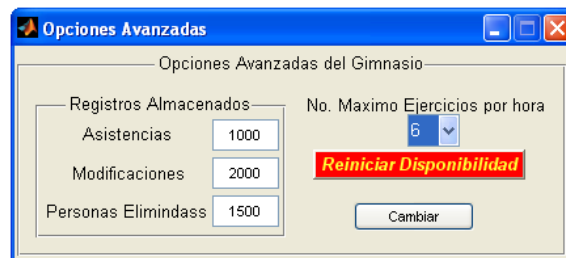 Opciones Avanzadas
Opciones Avanzadas del Gimnasio
Registros Almacenados
Asistencias 1000
Modificaciones 2000
Personas Elimindass 1500
No. Maximo Ejercicios por hora
6
Reiniciar Disponibilidad
Cambiar